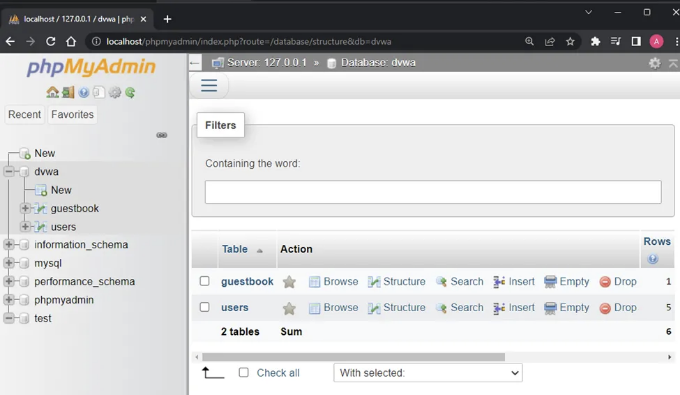 localhost / 127.0.0.1 / dvwa | php
localhost/phpmyadmin/index.php?route=/database/structure&db=dvwa
A
phpMyAdmin
Server: 127.0.0.1 » Database: dvwa
Recent Favorites
Filters
Containing the word:
New
dvwa
New
guestbook
users
information_schema
mysql
performance_schema
phpmyadmin
test
Table Action Rows
guestbook Browse Structure Search Insert Empty Drop 1
users Browse Structure Search Insert Empty Drop 5
2 tables Sum 6
Check all With selected: